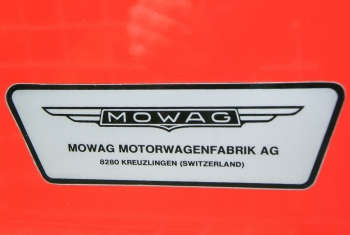 MOWAG
MOWAG MOTORWAGENFABRIK AG
8280 KREUZLINGEN (SWITZERLAND)